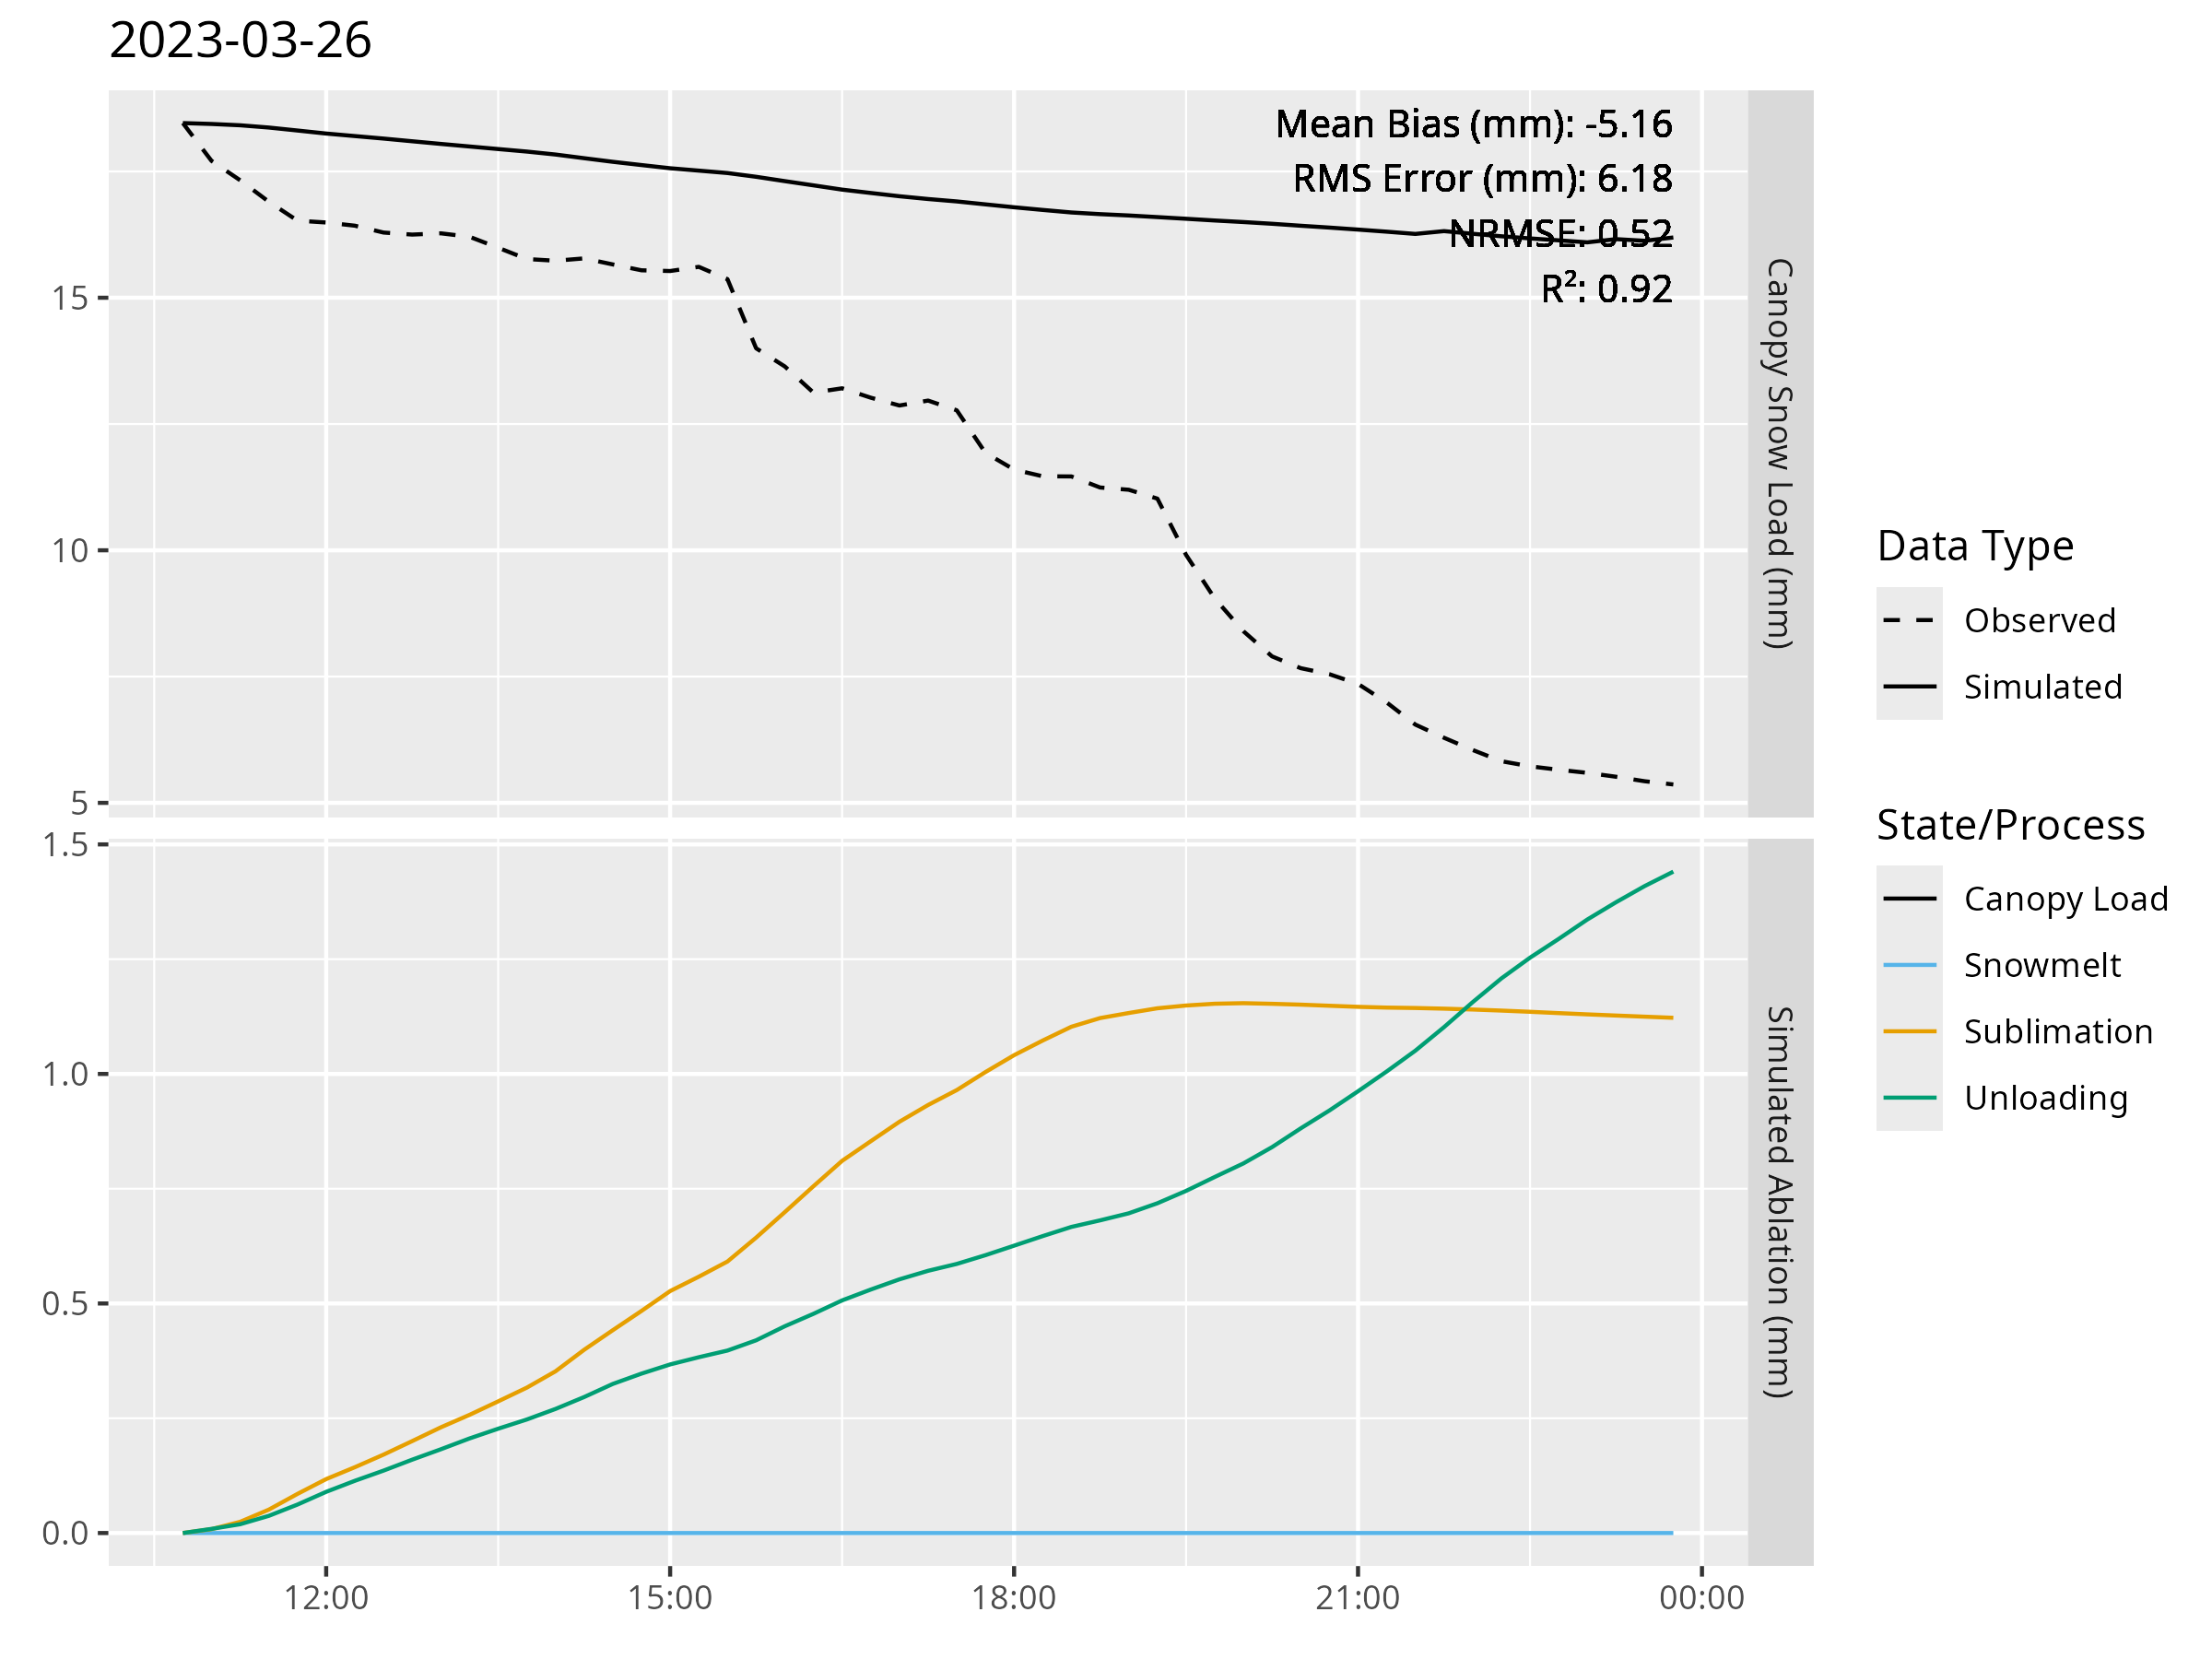 2023-03-26
Mean Bias (mm): -5.16
RMS Error (mm): 6.18
NRMSE: 0.52
R²: 0.92
15
10
5
Canopy Snow Load (mm)
1.5
1.0
0.5
0.0
Simulated Ablation (mm)
12:00
15:00
18:00
21:00
00:00
Data Type
Observed
Simulated
State/Process
Canopy Load
Snowmelt
Sublimation
Unloading